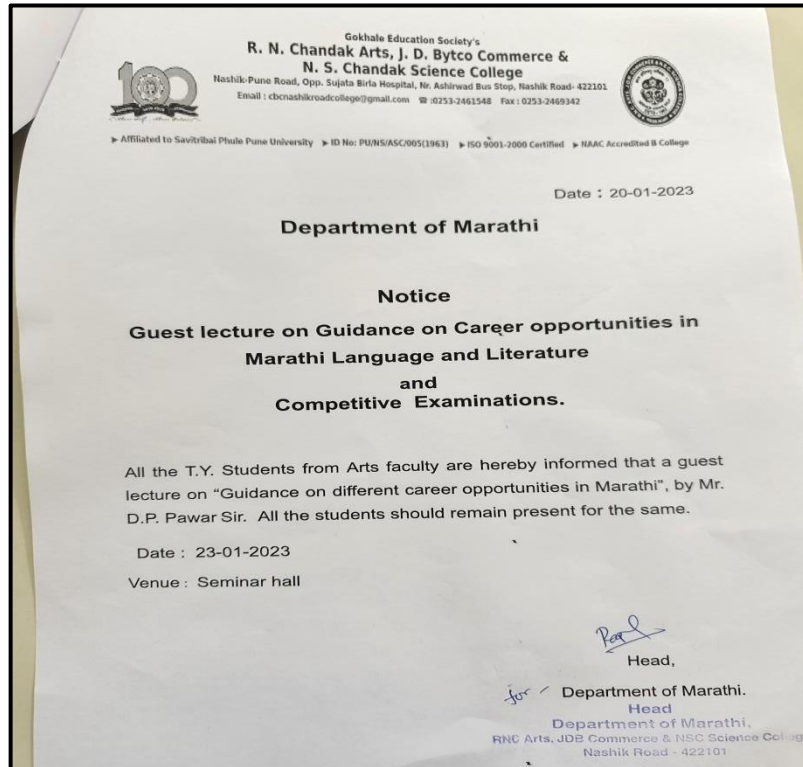 Gokhale Education Society's
R. N. Chandak Arts, J. D. Bytco Commerce &
N. S. Chandak Science College
Nashik-Pune Road, Opp. Sujata Birla Hospital, Nr. Ashirwad Bus Stop, Nashik Road- 422101
Email : cbcnashikroadcollege@gmail.com ☎ :0253-2461548 Fax : 0253-2469342
100
➤ Affiliated to Savitribai Phule Pune University ➤ ID No: PU/NS/ASC/005(1963) ➤ ISO 9001-2000 Certified ➤ NAAC Accredited B College
Date : 20-01-2023
Department of Marathi
Notice
Guest lecture on Guidance on Career opportunities in
Marathi Language and Literature
and
Competitive Examinations.
All the T.Y. Students from Arts faculty are hereby informed that a guest
lecture on "Guidance on different career opportunities in Marathi", by Mr.
D.P. Pawar Sir. All the students should remain present for the same.
Date : 23-01-2023
Venue : Seminar hall
Head,
for Department of Marathi.
Head
Department of Marathi,
RNC Arts, JDB Commerce & NSC Science Colleg
Nashik Road - 422101